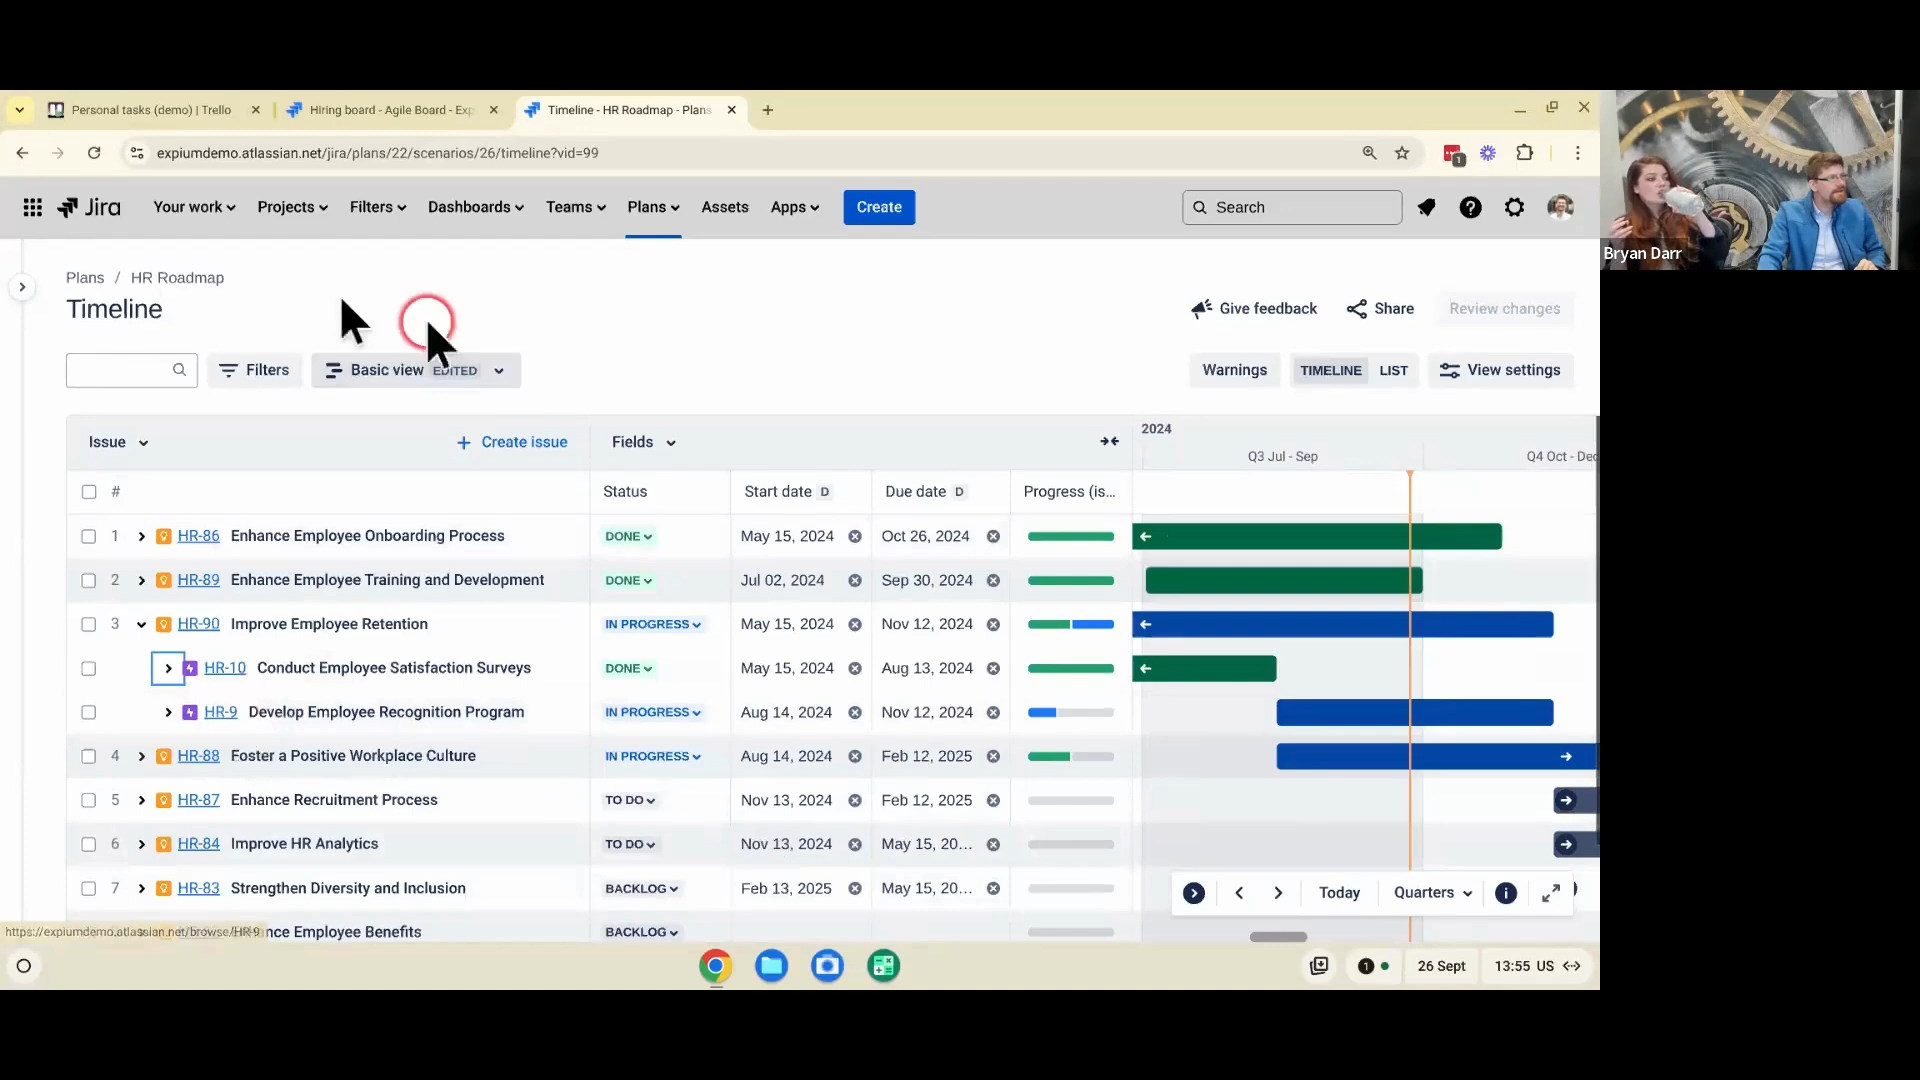 Personal tasks (demo) | Trello
Hiring board - Agile Board - Exp
Timeline - HR Roadmap - Plans
expiumdemo.atlassian.net/jira/plans/22/scenarios/26/timeline?vid=99
1
Jira
Your work
Projects
Filters
Dashboards
Teams
Plans
Assets
Apps
Create
Search
Bryan Darr
Plans / HR Roadmap
Timeline
Give feedback
Share
Review changes
Filters
Basic view EDITED
Warnings
TIMELINE
LIST
View settings
Issue
+ Create issue
Fields
2024
Q3 Jul - Sep
Q4 Oct - Dec
# Status Start date D Due date D Progress (is...
1 HR-86 Enhance Employee Onboarding Process DONE May 15, 2024 Oct 26, 2024
2 HR-89 Enhance Employee Training and Development DONE Jul 02, 2024 Sep 30, 2024
3 HR-90 Improve Employee Retention IN PROGRESS May 15, 2024 Nov 12, 2024
HR-10 Conduct Employee Satisfaction Surveys DONE May 15, 2024 Aug 13, 2024
HR-9 Develop Employee Recognition Program IN PROGRESS Aug 14, 2024 Nov 12, 2024
4 HR-88 Foster a Positive Workplace Culture IN PROGRESS Aug 14, 2024 Feb 12, 2025
5 HR-87 Enhance Recruitment Process TO DO Nov 13, 2024 Feb 12, 2025
6 HR-84 Improve HR Analytics TO DO Nov 13, 2024 May 15, 20...
7 HR-83 Strengthen Diversity and Inclusion BACKLOG Feb 13, 2025 May 15, 20...
Today
Quarters
https://expiumdemo.atlassian.net/browse/HR-9
nce Employee Benefits BACKLOG
1
26 Sept
13:55 US